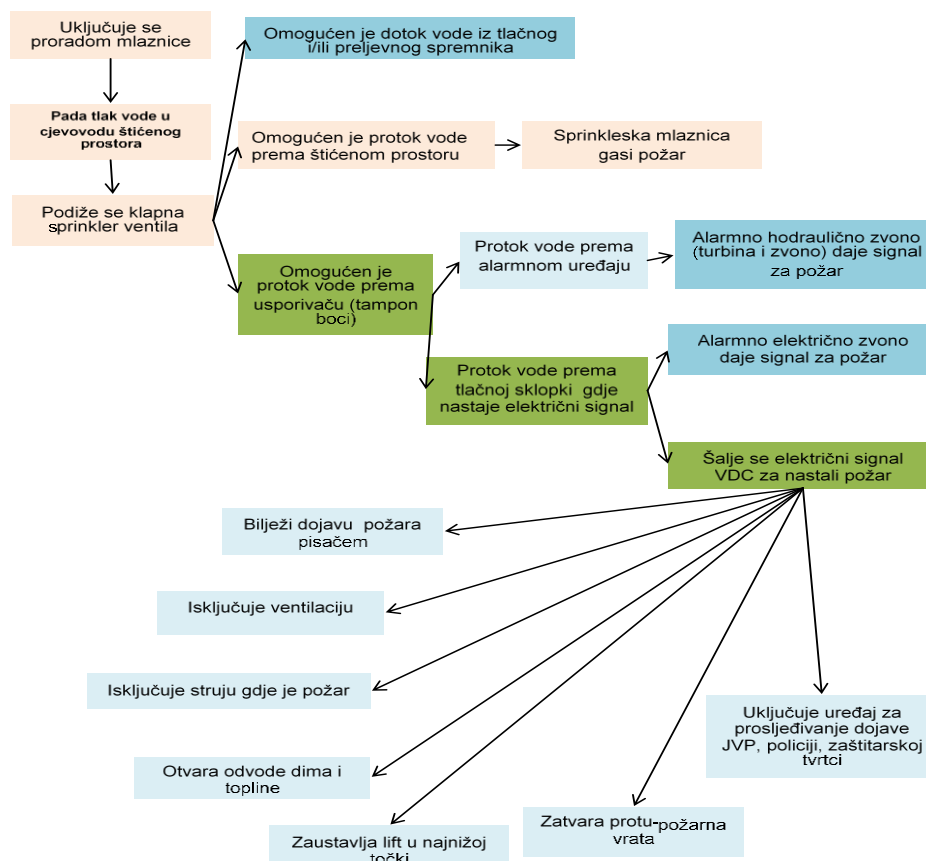 Uključuje se
proradom mlaznice
Omogućen je dotok vode iz tlačnog
i/ili preljevnog spremnika
Pada tlak vode u
cjevovodu štićenog
prostora
Omogućen je protok vode
prema štićenom prostoru
Sprinkleska mlaznica
gasi požar
Podiže se klapna
sprinkler ventila
Omogućen je
protok vode prema
usporivaču (tampon
boci)
Protok vode prema
alarmnom uređaju
Alarmno hodraulično zvono
(turbina i zvono) daje signal
za požar
Alarmno električno zvono
daje signal za požar
Protok vode prema
tlačnoj sklopki gdje
nastaje električni signal
Šalje se električni signal
VDC za nastali požar
Bilježi dojavu požara
pisačem
Isključuje ventilaciju
Isključuje struju gdje je požar
Uključuje uređaj za
prosljeđivanje dojave
JVP, policiji, zaštitarskoj
tvrtci
Otvara odvode dima i
topline
Zatvara protu-požarna
vrata
Zaustavlja lift u najnižoj
točki